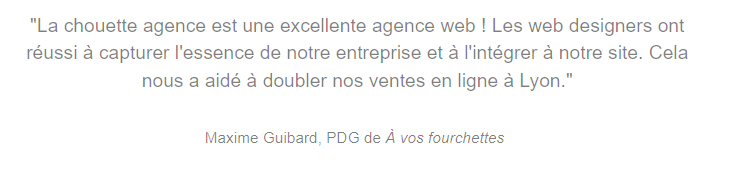 "La chouette agence est une excellente agence web ! Les web designers ont
réussi à capturer l'essence de notre entreprise et à l'intégrer à notre site. Cela
nous a aidé à doubler nos ventes en ligne à Lyon."
Maxime Guibard, PDG de À vos fourchettes